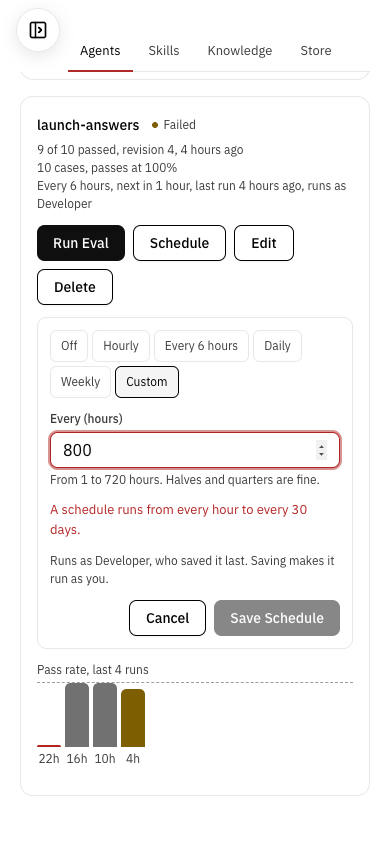 Agents Skills Knowledge Store
launch-answers Failed
9 of 10 passed, revision 4, 4 hours ago
10 cases, passes at 100%
Every 6 hours, next in 1 hour, last run 4 hours ago, runs as
Developer
Run Eval Schedule Edit
Delete
Off Hourly Every 6 hours Daily
Weekly Custom
Every (hours)
800
From 1 to 720 hours. Halves and quarters are fine.
A schedule runs from every hour to every 30
days.
Runs as Developer, who saved it last. Saving makes it
run as you.
Cancel Save Schedule
Pass rate, last 4 runs
22h 16h 10h 4h